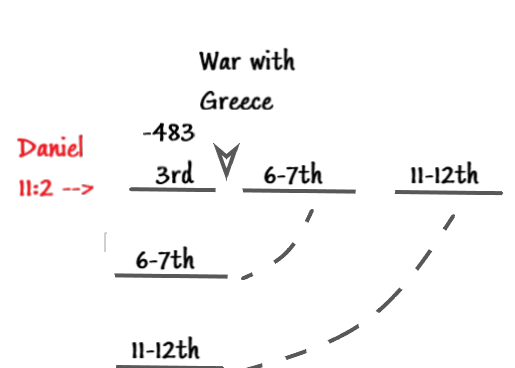 War with
Greece
Daniel
11:2 -->
-483
3rd
6-7th
11-12th
6-7th
11-12th